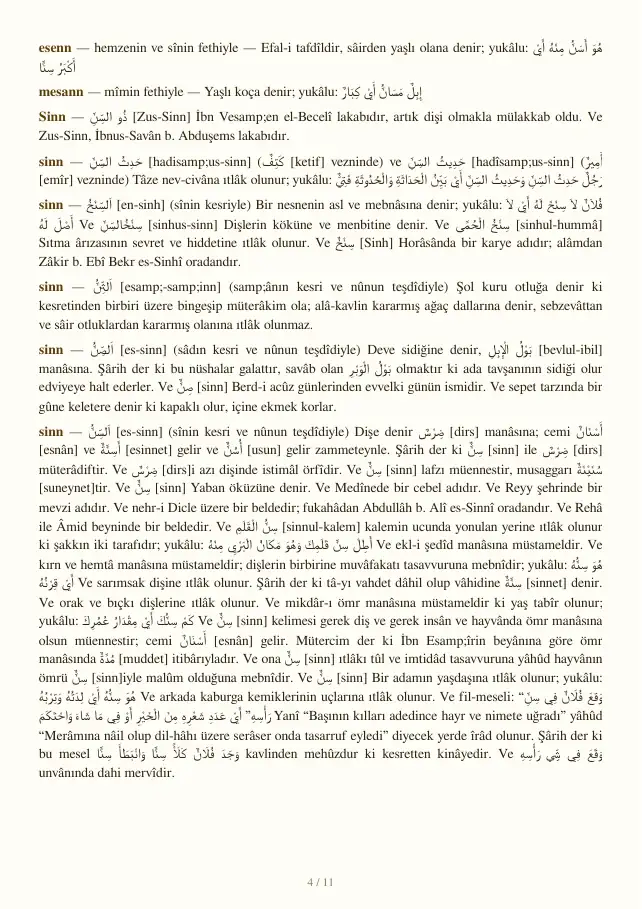 esenn — hemzenin ve sînin fethiyle — Efal-i tafdîldir, sâirden yaşlı olana denir; yukâlu: هُوَ أَسَنُّ مِنْهُ أَيْ
أَكْبَرُ سِنًّا
mesann — mîmin fethiyle — Yaşlı koça denir; yukâlu: إِبِلٌ مَسَانُّ أَيْ كِبَارٌ
Sinn — ذُو السِّنِّ [Zus-Sinn] İbn Vesamp;en el-Becelî lakabıdır, artık dişi olmakla mülakkab oldu. Ve
Zus-Sinn, İbnus-Savân b. Abduşems lakabıdır.
sinn — حَدِثُ السِّنِّ [hadisamp;us-sinn] (كَتِفٌ [ketif] vezninde) ve حَدِيثُ السِّنِّ [hadîsamp;us-sinn] (أَمِيرٌ
[emîr] vezninde) Tâze nev-civâna ıtlâk olunur; yukâlu: رَجُلٌ حَدِثُ السِّنِّ وَحَدِيثُ السِّنِّ أَيْ بَيِّنُ الْحَدَاثَةِ وَالْحُدُوثَةِ فَتِيٌّ
sinn — اَلسِّنْخُ [en-sinh] (sînin kesriyle) Bir nesnenin asl ve mebnâsına denir; yukâlu: فُلاَنٌ لاَ سِنْخَ لَهُ أَيْ لاَ
أَصْلَ لَهُ Ve سِنْخُالسِّنِّ [sinhus-sinn] Dişlerin köküne ve menbitine denir. Ve سِنْخُ الْحُمَّى [sinhul-hummâ]
Sıtma ârızasının sevret ve hiddetine ıtlâk olunur. Ve سِنْخُ [Sinh] Horâsânda bir karye adıdır; alâmdan
Zâkir b. Ebî Bekr es-Sinhî oradandır.
sinn — اَلثِّنُّ [esamp;-samp;inn] (samp;ânın kesri ve nûnun teşdîdiyle) Şol kuru otluğa denir ki
kesretinden birbiri üzere bingeşip müterâkim ola; alâ-kavlin kararmış ağaç dallarına denir, sebzevâttan
ve sâir otluklardan kararmış olanına ıtlâk olunmaz.
sinn — اَلصِّنُّ [es-sinn] (sâdın kesri ve nûnun teşdîdiyle) Deve sidiğine denir, بَوْلُ الْإِبِلِ [bevlul-ibil]
manâsına. Şârih der ki bu nüshalar galattır, savâb olan بَوْلُ الْوَبْرِ olmaktır ki ada tavşanının sidiği olur
edviyeye halt ederler. Ve صِنٌّ [sinn] Berd-i acûz günlerinden evvelki günün ismidir. Ve sepet tarzında bir
gûne keletere denir ki kapaklı olur, içine ekmek korlar.
sinn — اَلسِّنُّ [es-sinn] (sînin kesri ve nûnun teşdîdiyle) Dişe denir ضِرْسٌ [dirs] manâsına; cemi أَسْنَانٌ
[esnân] ve أَسِنَّةٌ [esinnet] gelir ve أُسُنٌّ [usun] gelir zammeteynle. Şârih der ki سِنٌّ [sinn] ile ضِرْسٌ [dirs]
müterâdiftir. Ve ضِرْسٌ [dirs]i azı dişinde istimâl örfîdir. Ve سِنٌّ [sinn] lafzı müennestir, musaggarı سُنَيْنَةٌ
[suneynet]tir. Ve سِنٌّ [sinn] Yaban öküzüne denir. Ve Medînede bir cebel adıdır. Ve Reyy şehrinde bir
mevzi adıdır. Ve nehr-i Dicle üzere bir beldedir; fukahâdan Abdullâh b. Alî es-Sinnî oradandır. Ve Rehâ
ile Âmid beyninde bir beldedir. Ve سِنُّ الْقَلَمِ [sinnul-kalem] kalemin ucunda yonulan yerine ıtlâk olunur
ki şakkın iki tarafıdır; yukâlu: أَطِلْ سِنَّ قَلَمِكَ وَهُوَ مَكَانُ الْبَرْيِ مِنْهُ Ve ekl-i şedîd manâsına müstameldir. Ve
kırn ve hemtâ manâsına müstameldir; dişlerin birbirine muvâfakatı tasavvuruna mebnîdir; yukâlu: هُوَ سِنُّهُ
أَيْ قِرْنُهُ Ve sarımsak dişine ıtlâk olunur. Şârih der ki tâ-yı vahdet dâhil olup vâhidine سِنَّةٌ [sinnet] denir.
Ve orak ve bıçkı dişlerine ıtlâk olunur. Ve mikdâr-ı ömr manâsına müstameldir ki yaş tabîr olunur;
yukâlu: كَمْ سِنُّكَ أَيْ مِقْدَارُ عُمُرِكَ Ve سِنٌّ [sinn] kelimesi gerek diş ve gerek insân ve hayvânda ömr manâsına
olsun müennestir; cemi أَسْنَانٌ [esnân] gelir. Mütercim der ki İbn Esamp;îrin beyânına göre ömr
manâsında مُدَّةٌ [muddet] itibârıyladır. Ve ona سِنٌّ [sinn] ıtlâkı tûl ve imtidâd tasavvuruna yâhûd hayvânın
ömrü سِنٌّ [sinn]iyle malûm olduğuna mebnîdir. Ve سِنٌّ [sinn] Bir adamın yaşdaşına ıtlâk olunur; yukâlu:
هُوَ سِنُّهُ أَيْ لِدَتُهُ وَتِرْبُهُ Ve arkada kaburga kemiklerinin uçlarına ıtlâk olunur. Ve fil-meseli: “وَقَعَ فُلاَنٌ فِي سِنِّ
رَأْسِهِ” أَيْ عَدَدِ شَعْرِهِ مِنَ الْخَيْرِ أَوْ فِي مَا شَاءَ وَاحْتَكَمَ Yanî “Başının kılları adedince hayr ve nimete uğradı” yâhûd
“Merâmına nâil olup dil-hâhı üzere serâser onda tasarruf eyledi” diyecek yerde îrâd olunur. Şârih der ki
bu mesel وَجَدَ فُلاَنٌ كَلَأً سِنًّا وَانْبَطَأَ سِنًّا kavlinden mehûzdur ki kesretten kinâyedir. Ve وَقَعَ فِي سِّي رَأْسِهِ
unvânında dahi mervîdir.
4 / 11